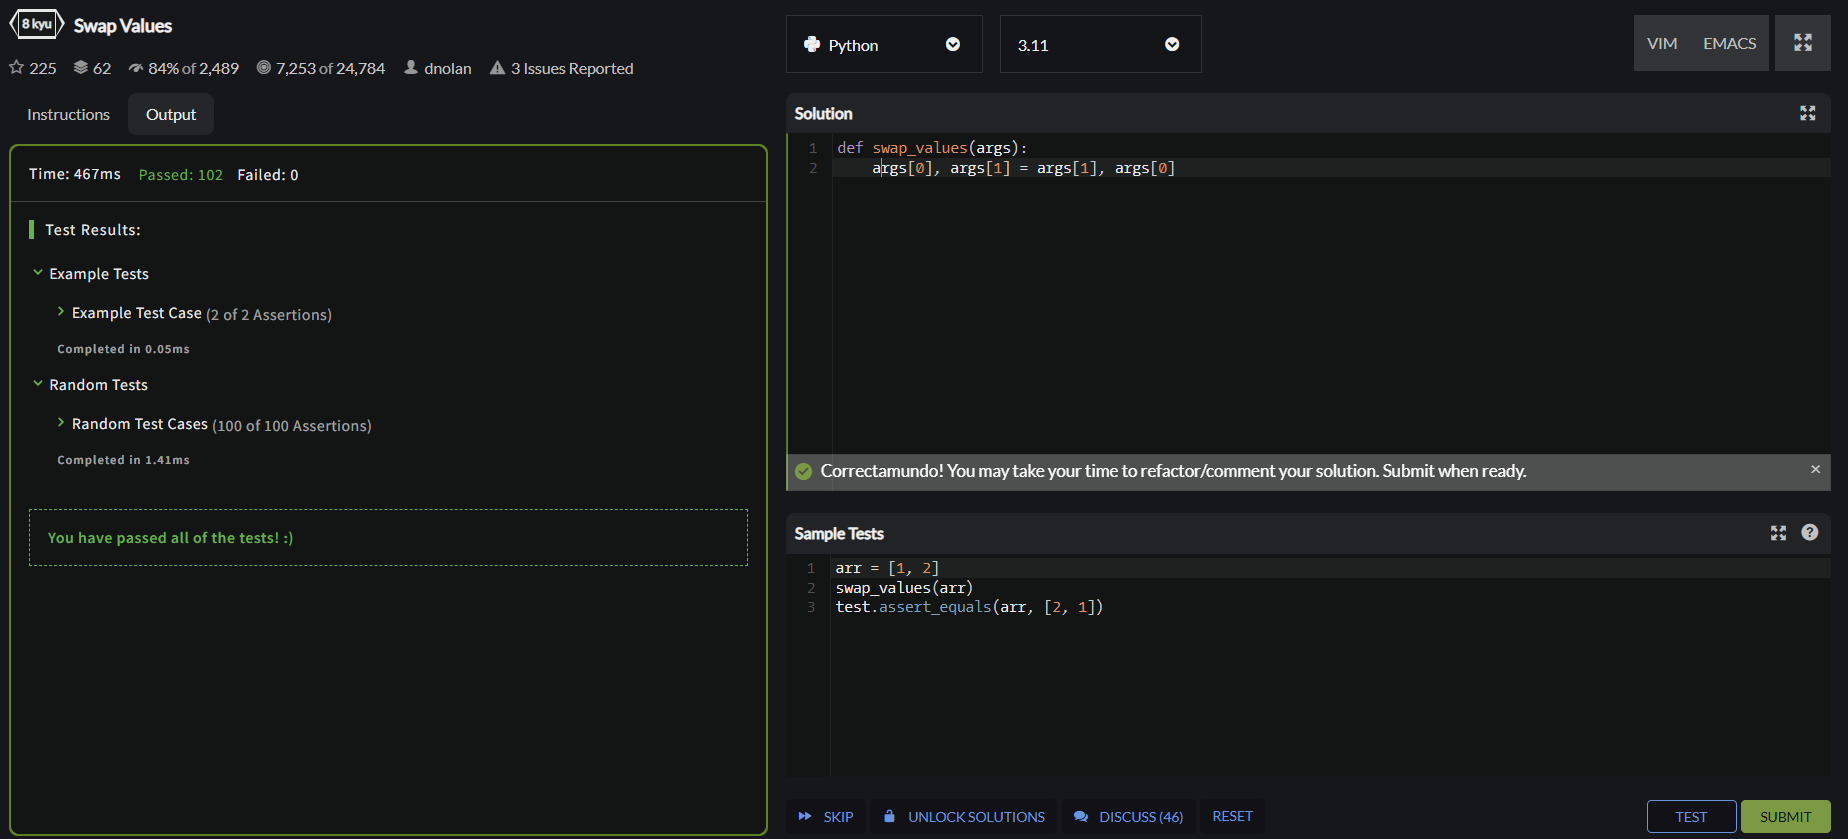 8 kyu Swap Values
225 62 84% of 2,489 7,253 of 24,784 dnolan 3 Issues Reported
Instructions Output
Time: 467ms Passed: 102 Failed: 0
Test Results:
Example Tests
Example Test Case (2 of 2 Assertions)
Completed in 0.05ms
Random Tests
Random Test Cases (100 of 100 Assertions)
Completed in 1.41ms
You have passed all of the tests! :)
Python 3.11 VIM EMACS
Solution
1 def swap_values(args):
2 args[0], args[1] = args[1], args[0]
Correctamundo! You may take your time to refactor/comment your solution. Submit when ready. ×
Sample Tests ?
1 arr = [1, 2]
2 swap_values(arr)
3 test.assert_equals(arr, [2, 1])
SKIP UNLOCK SOLUTIONS DISCUSS (46) RESET TEST SUBMIT